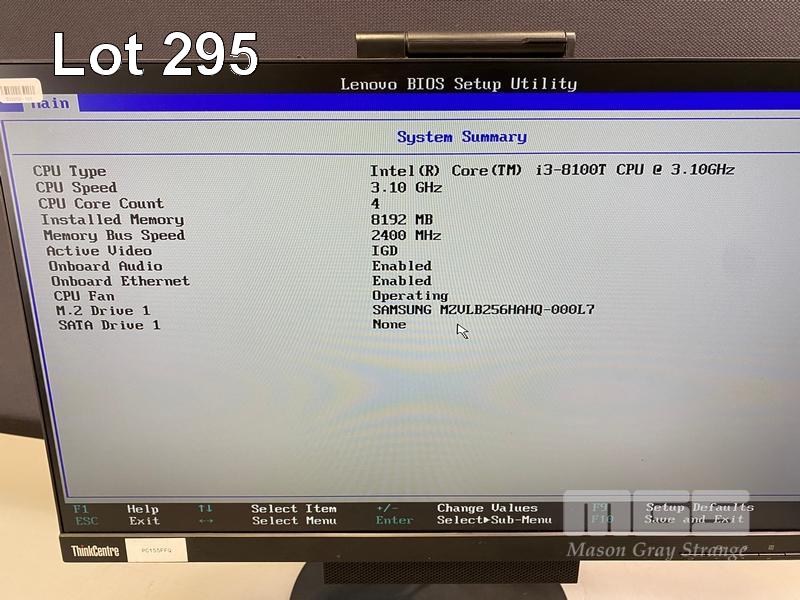 Lot 295
Lenovo BIOS Setup Utility
Main
System Summary
CPU Type Intel(R) Core(TM) i3-8100T CPU @ 3.10GHz
CPU Speed 3.10 GHz
CPU Core Count 4
Installed Memory 8192 MB
Memory Bus Speed 2400 MHz
Active Video IGD
Onboard Audio Enabled
Onboard Ethernet Enabled
CPU Fan Operating
M.2 Drive 1 SAMSUNG MZVLB256HAHQ-000L7
SATA Drive 1 None
F1 Help ↑↓ Select Item +/- Change Values F9 Setup Defaults
ESC Exit ←→ Select Menu Enter Select▶Sub-Menu F10 Save and Exit
MGS
Mason Gray Strange
ThinkCentre PC155FFQ